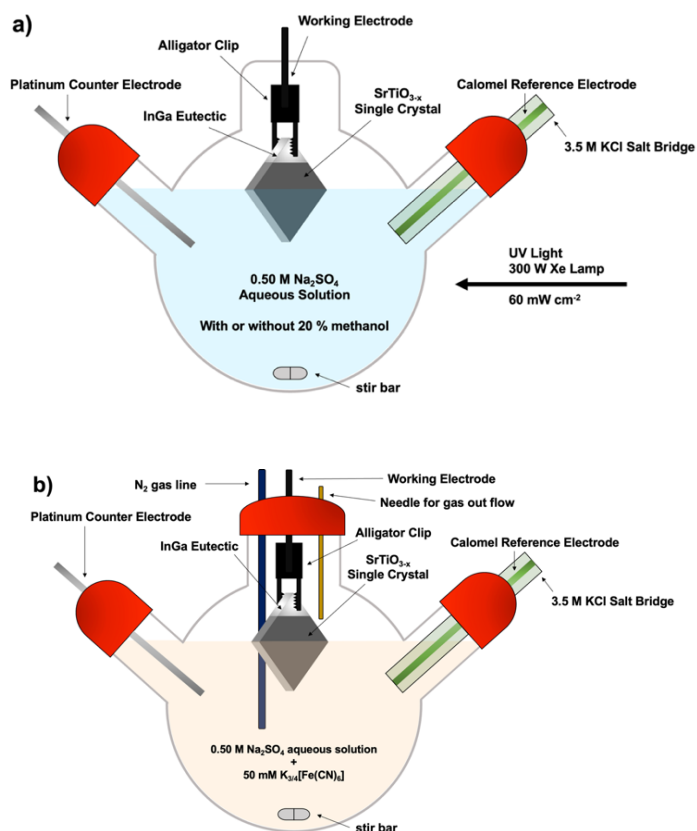 a)
Working Electrode
Alligator Clip
Platinum Counter Electrode
SrTiO3-x
Single Crystal
Calomel Reference Electrode
InGa Eutectic
3.5 M KCl Salt Bridge
UV Light
300 W Xe Lamp
60 mW cm-2
0.50 M Na2SO4
Aqueous Solution
With or without 20 % methanol
stir bar
b)
N2 gas line
Working Electrode
Needle for gas out flow
Platinum Counter Electrode
Alligator Clip
InGa Eutectic
SrTiO3-x
Single Crystal
Calomel Reference Electrode
3.5 M KCl Salt Bridge
0.50 M Na2SO4 aqueous solution
+
50 mM K3/4[Fe(CN)6]
stir bar